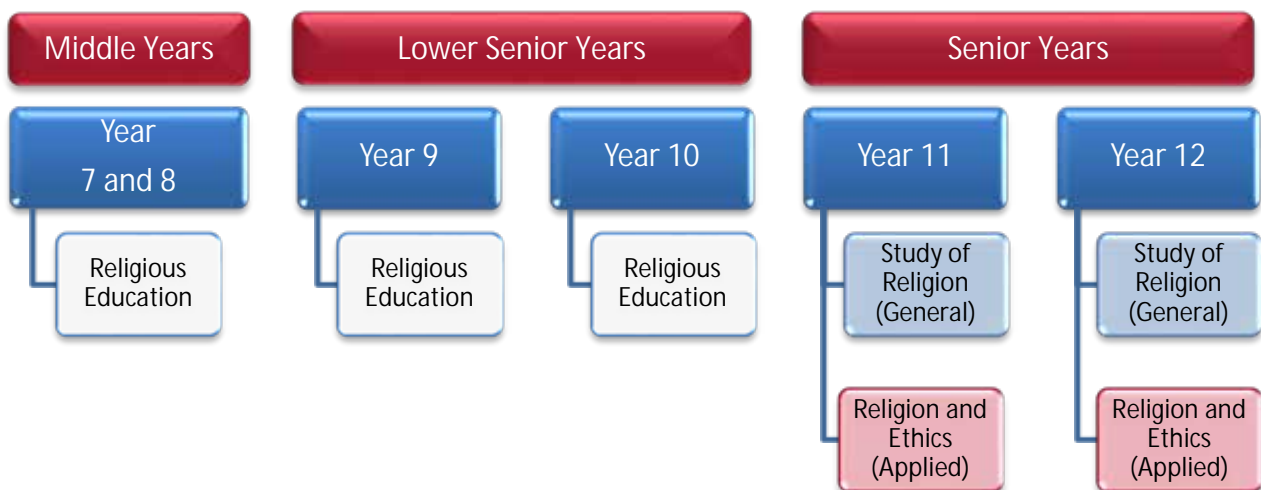 Middle Years
Lower Senior Years
Senior Years
Year
7 and 8
Year 9
Year 10
Year 11
Year 12
Religious
Education
Religious
Education
Religious
Education
Study of
Religion
(General)
Study of
Religion
(General)
Religion and
Ethics
(Applied)
Religion and
Ethics
(Applied)